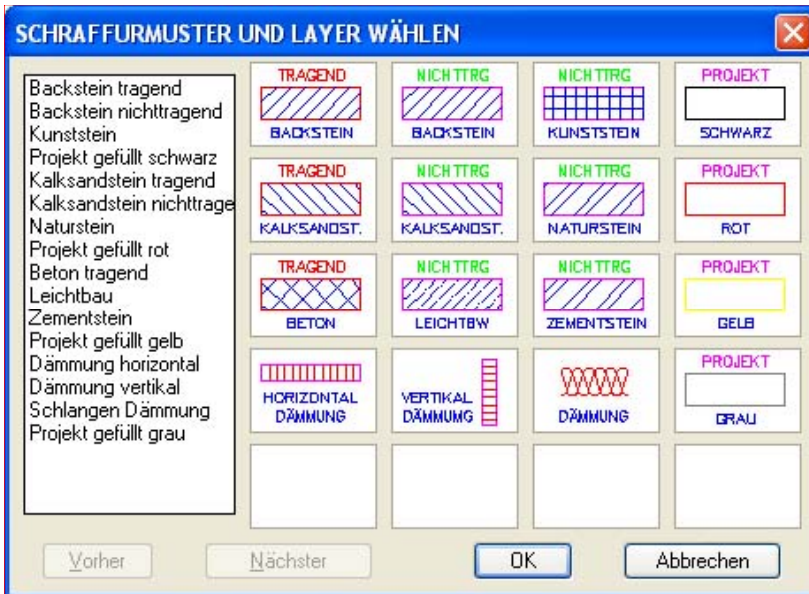 SCHRAFFURMUSTER UND LAYER WÄHLEN
Backstein tragend
Backstein nichttragend
Kunststein
Projekt gefüllt schwarz
Kalksandstein tragend
Kalksandstein nichttrage
Naturstein
Projekt gefüllt rot
Beton tragend
Leichtbau
Zementstein
Projekt gefüllt gelb
Dämmung horizontal
Dämmung vertikal
Schlangen Dämmung
Projekt gefüllt grau
TRAGEND
BACKSTEIN
NICHTTRG
BACKSTEIN
NICHTTRG
KUNSTSTEIN
PROJEKT
SCHWARZ
TRAGEND
KALKSANDST.
NICHTTRG
KALKSANDST.
NICHTTRG
NATURSTEIN
PROJEKT
ROT
TRAGEND
BETON
NICHTTRG
LEICHTBW
NICHTTRG
ZEMENTSTEIN
PROJEKT
GELB
HORIZONTAL
DÄMMUNG
VERTIKAL
DÄMMUMG
DÄMMUNG
PROJEKT
GRAU
Vorher
Nächster
OK
Abbrechen